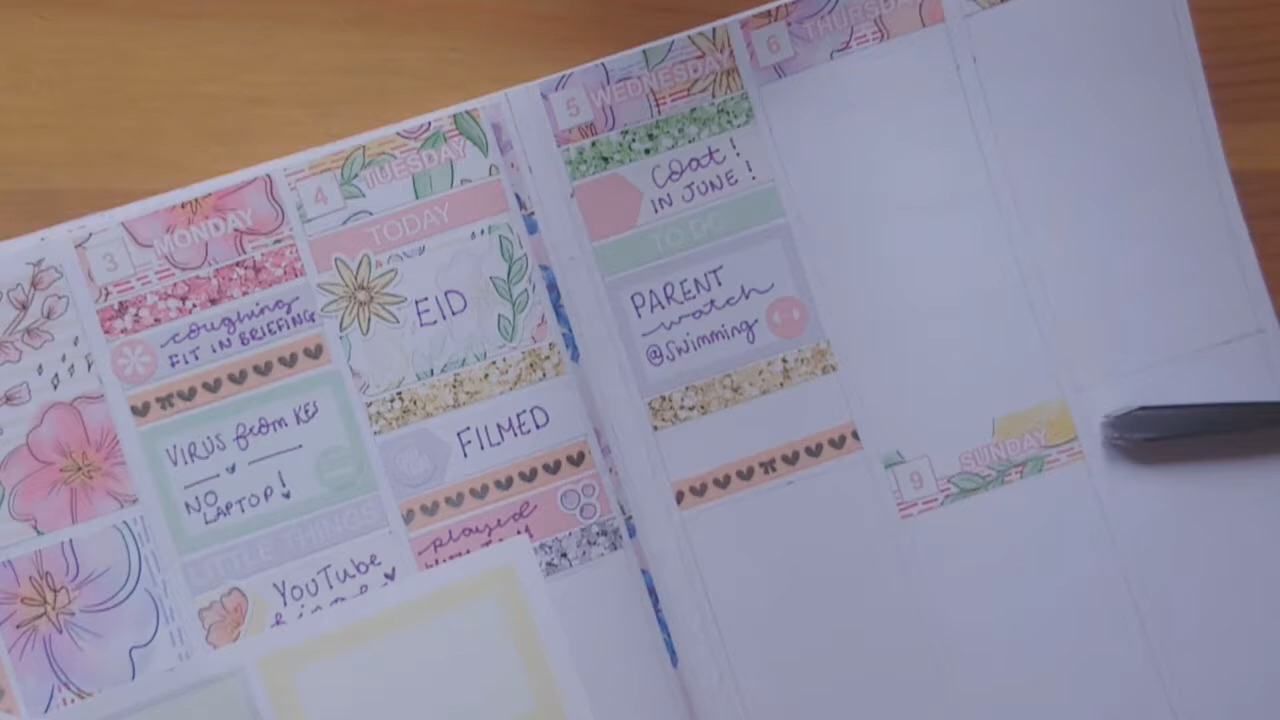 3 MONDAY
coughing
FIT IN BRIEFING
VIRUS from KES
NO
LAPTOP!
LITTLE THINGS
YouTube
4 TUESDAY
TODAY
EID
FILMED
played
5 WEDNESDAY
coat!
IN JUNE!
TO DO
PARENT
watch
@swimming
6 THURSDAY
9 SUNDAY